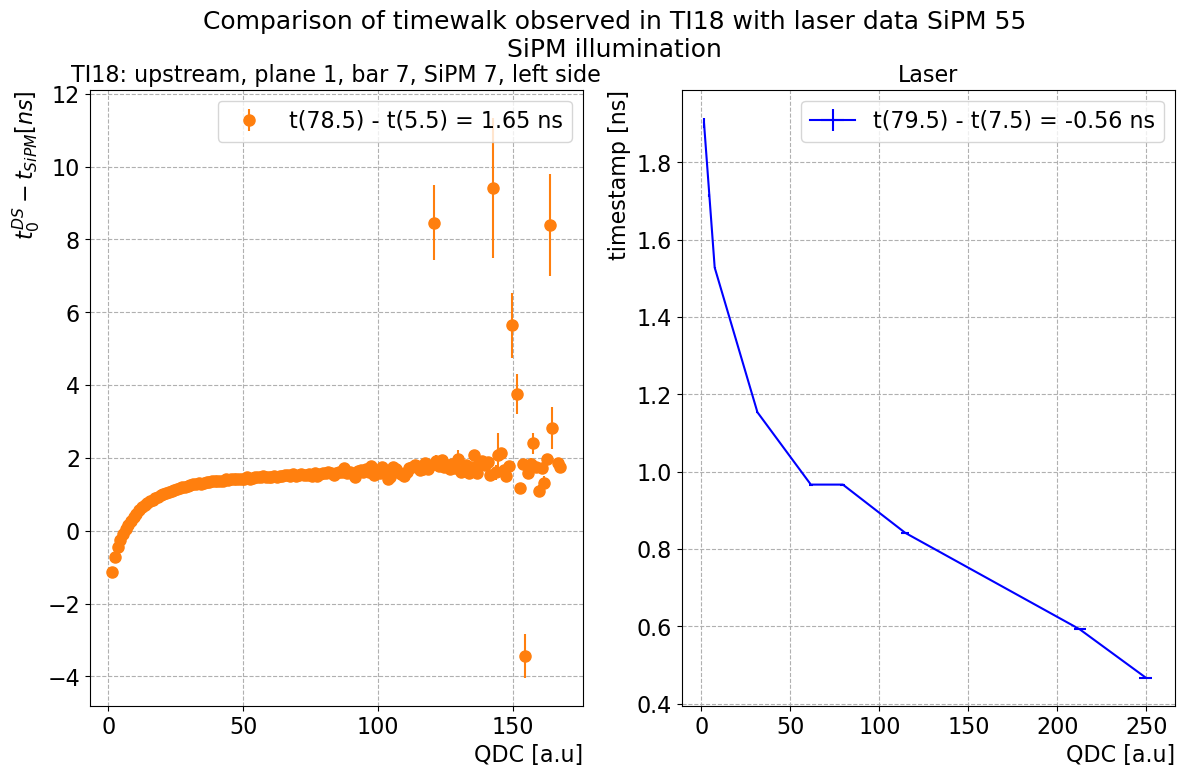 Comparison of timewalk observed in TI18 with laser data SiPM 55
SiPM illumination
TI18: upstream, plane 1, bar 7, SiPM 7, left side
t_0^{DS} − t_{SiPM}[ns]
t(78.5) - t(5.5) = 1.65 ns
12
10
8
6
4
2
0
−2
−4
0
50
100
150
QDC [a.u]
Laser
timestamp [ns]
t(79.5) - t(7.5) = -0.56 ns
1.8
1.6
1.4
1.2
1.0
0.8
0.6
0.4
0
50
100
150
200
250
QDC [a.u]